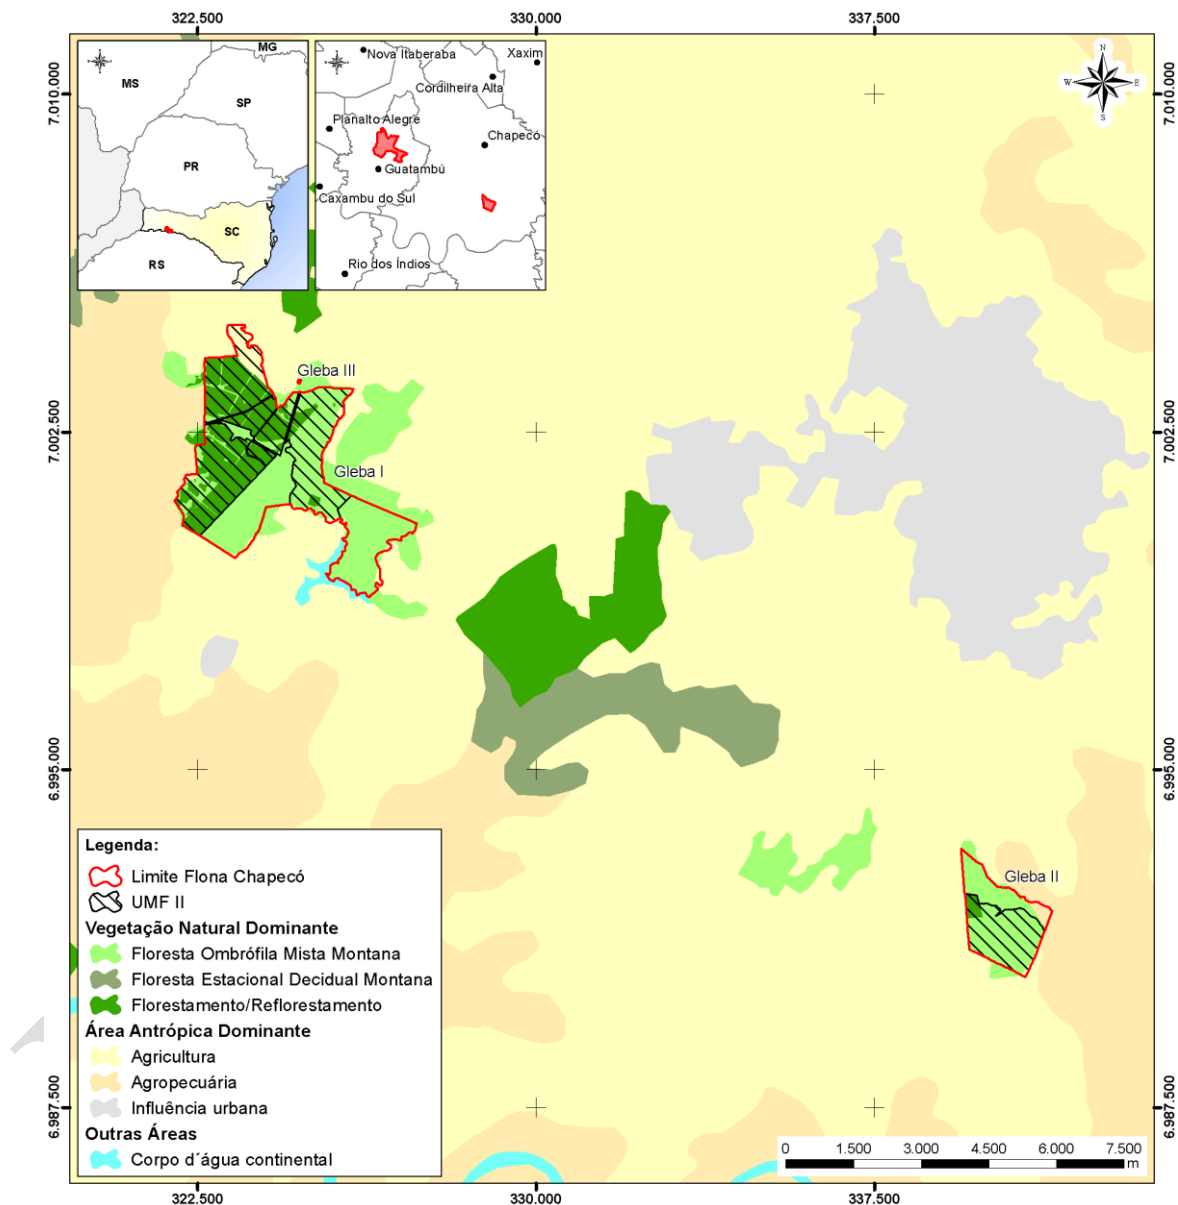 322.500
330.000
337.500
7.010.000
7.010.000
MG
MS
SP
PR
SC
RS
Nova Itaberaba
Xaxim
Cordilheira Alta
Planalto Alegre
Chapecó
Guatambú
Caxambu do Sul
Rio dos Índios
N
W
E
S
Gleba III
7.002.500
7.002.500
Gleba I
6.995.000
6.995.000
Gleba II
Legenda:
Limite Flona Chapecó
UMF II
Vegetação Natural Dominante
Floresta Ombrófila Mista Montana
Floresta Estacional Decidual Montana
Florestamento/Reflorestamento
Área Antrópica Dominante
Agricultura
Agropecuária
Influência urbana
Outras Áreas
Corpo d´água continental
6.987.500
6.987.500
0 1.500 3.000 4.500 6.000 7.500
m
322.500
330.000
337.500